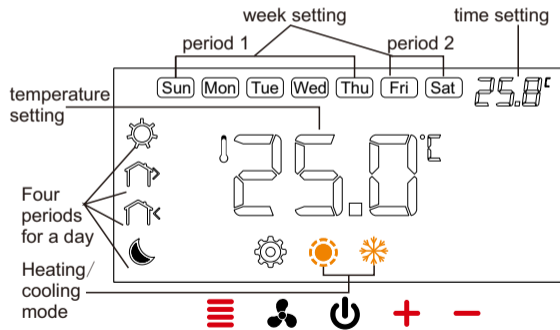 week setting
time setting
period 1
period 2
Sun Mon Tue Wed Thu Fri Sat
25.8℃
temperature
setting
25.0℃
Four
periods
for a day
Heating/
cooling
mode